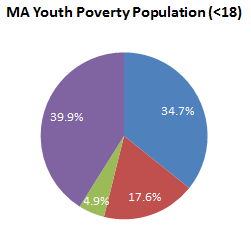 MA Youth Poverty Population (<18)
39.9%
34.7%
4.9%
17.6%